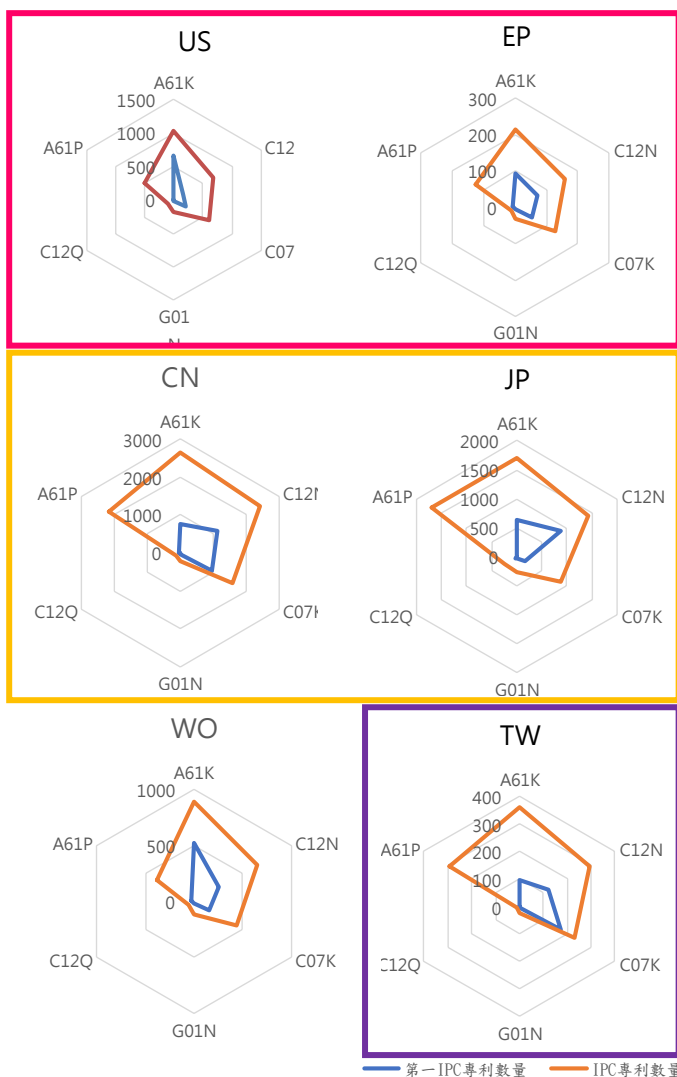 US
A61K
1500
1000
500
0
A61P
C12
C12Q
C07
G01
EP
A61K
300
200
100
0
A61P
C12N
C12Q
C07K
G01N
CN
A61K
3000
2000
1000
0
A61P
C12N
C12Q
C07K
G01N
JP
A61K
2000
1500
1000
500
0
A61P
C12N
C12Q
C07K
G01N
WO
A61K
1000
500
0
A61P
C12N
C12Q
C07K
G01N
TW
A61K
400
300
200
100
0
A61P
C12N
C12Q
C07K
G01N
第一IPC專利數量
IPC專利數量